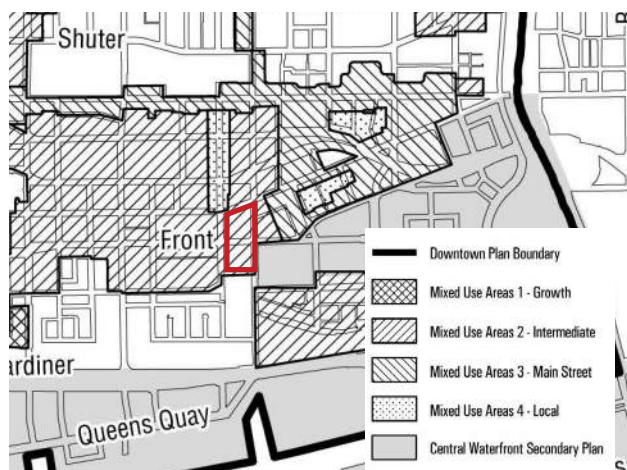 Shuter
Front
ardiner
Queens Quay
Downtown Plan Boundary
Mixed Use Areas 1 - Growth
Mixed Use Areas 2 - Intermediate
Mixed Use Areas 3 - Main Street
Mixed Use Areas 4 - Local
Central Waterfront Secondary Plan